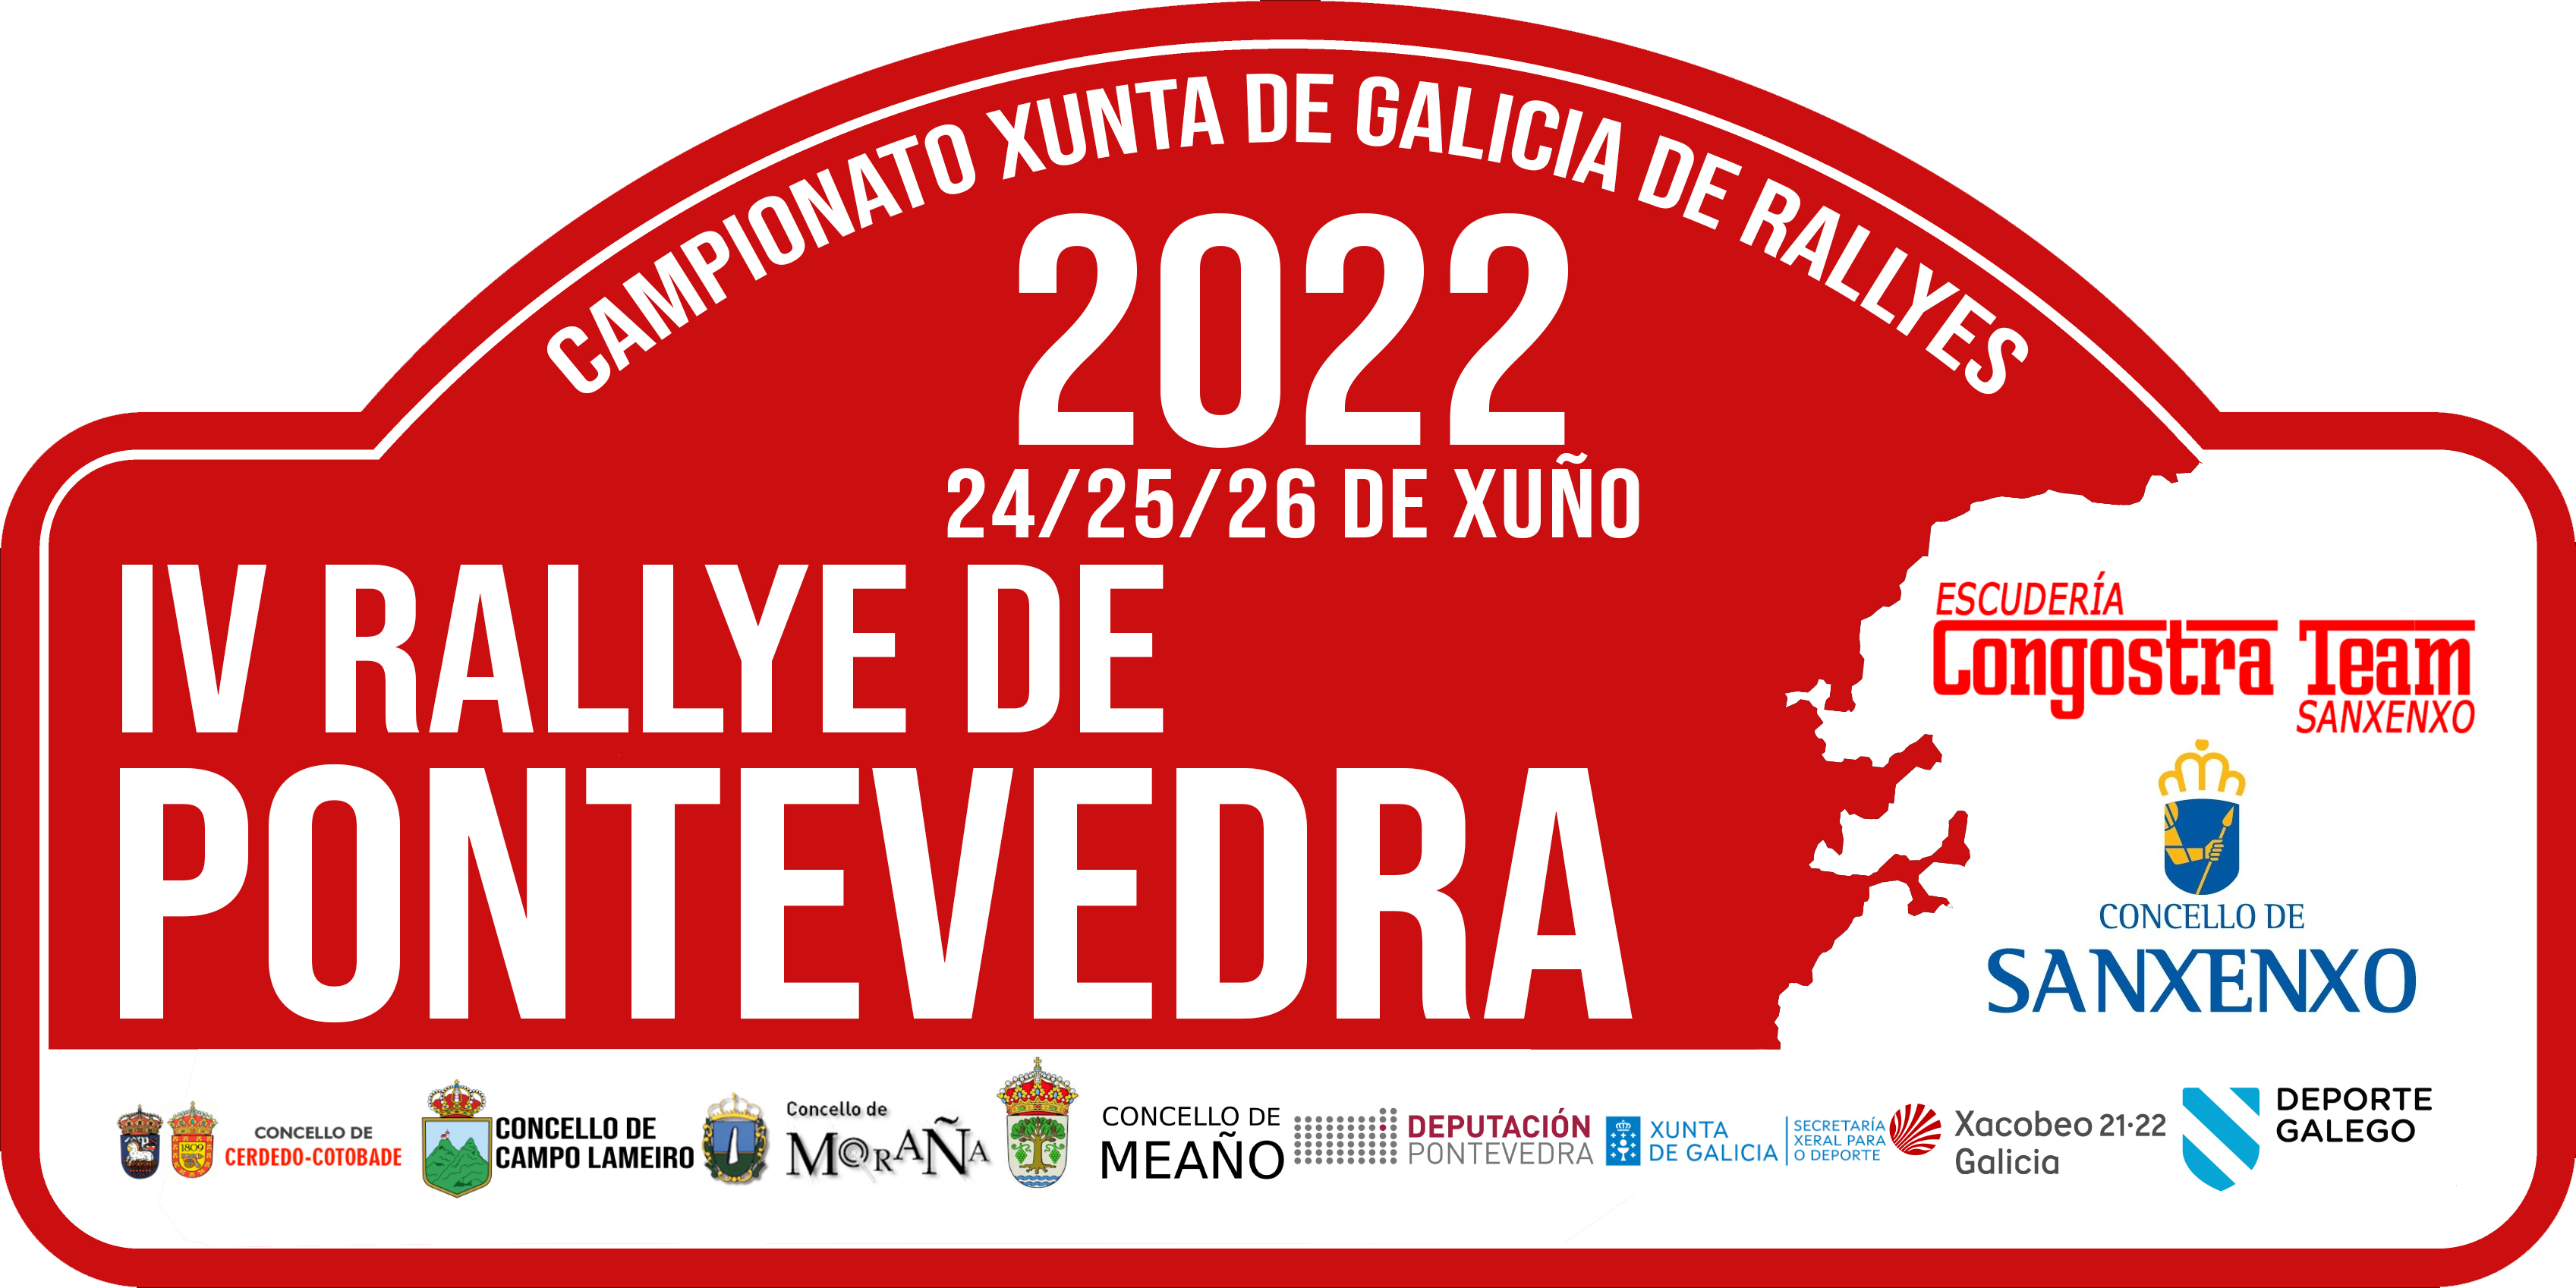 CAMPIONATO XUNTA DE GALICIA DE RALLYES
2022
24/25/26 DE XUÑO
IV RALLYE DE
PONTEVEDRA
ESCUDERÍA
Congostra Team
SANXENXO
CONCELLO DE
SANXENXO
1809
CONCELLO DE
CERDEDO-COTOBADE
CONCELLO DE
CAMPO LAMEIRO
Concello de
M@RAÑA
CONCELLO DE
MEAÑO
DEPUTACIÓN
PONTEVEDRA
XUNTA
DE GALICIA
SECRETARÍA
XERAL PARA
O DEPORTE
Xacobeo 21·22
Galicia
DEPORTE
GALEGO